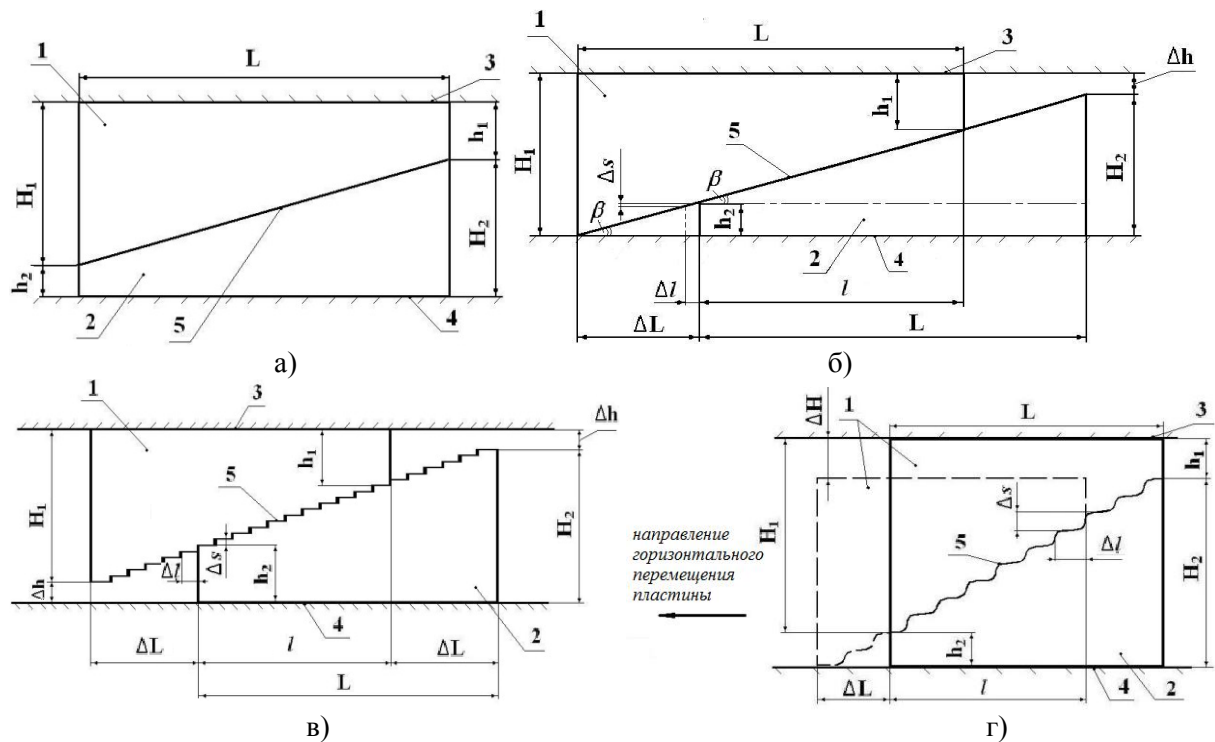 1
L
3
H₁
h₁
h₂
H₂
2
5
4
а)
L
1
3
Δh
H₁
h₁
5
Δs
β
β
h₂
H₂
2
4
Δl
l
ΔL
L
б)
1
3
Δh
h₁
5
H₁
Δl
Δs
h₂
H₂
Δh
4
2
ΔL
l
ΔL
L
в)
ΔH
1
L
3
h₁
H₁
Δs
5
Δl
H₂
направление
горизонтального
перемещения
пластины
h₂
ΔL
l
4
2
г)